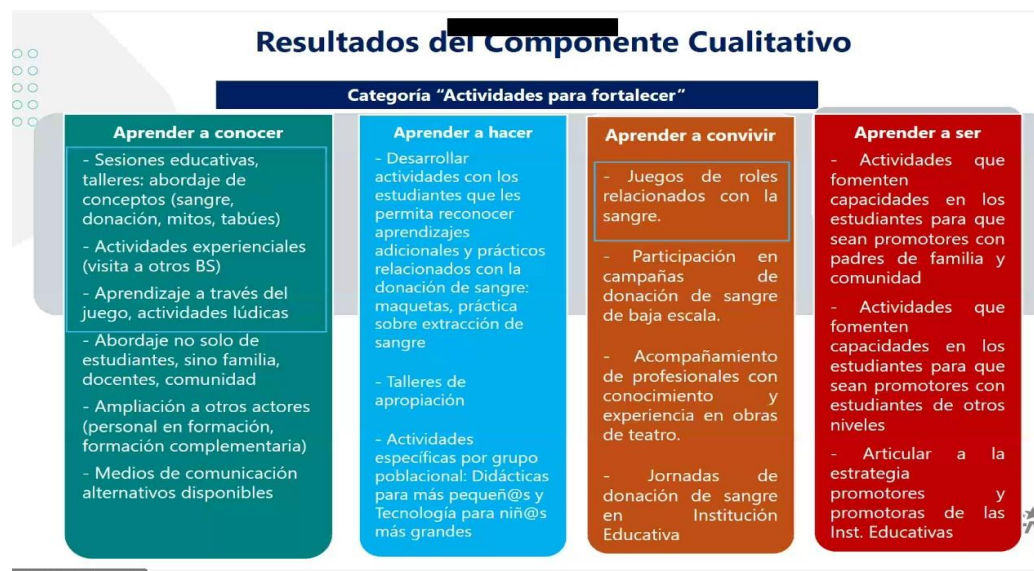 Resultados del Componente Cualitativo
Categoría "Actividades para fortalecer"
Aprender a conocer
- Sesiones educativas,
talleres: abordaje de
conceptos (sangre,
donación, mitos, tabúes)
- Actividades experienciales
(visita a otros BS)
- Aprendizaje a través del
juego, actividades lúdicas
- Abordaje no solo de
estudiantes, sino familia,
docentes, comunidad
- Ampliación a otros actores
(personal en formación,
formación complementaria)
- Medios de comunicación
alternativos disponibles
Aprender a hacer
- Desarrollar
actividades con los
estudiantes que les
permita reconocer
aprendizajes
adicionales y prácticos
relacionados con la
donación de sangre:
maquetas, práctica
sobre extracción de
sangre
- Talleres de
apropiación
- Actividades
específicas por grupo
poblacional: Didácticas
para más pequeñ@s y
Tecnología para niñ@s
más grandes
Aprender a convivir
- Juegos de roles
relacionados con la
sangre.
- Participación en
campañas de
donación de sangre
de baja escala.
- Acompañamiento
de profesionales con
conocimiento y
experiencia en obras
de teatro.
- Jornadas de
donación de sangre
en Institución
Educativa
Aprender a ser
- Actividades que
fomenten
capacidades en los
estudiantes para que
sean promotores con
padres de familia y
comunidad
- Actividades que
fomenten
capacidades en los
estudiantes para que
sean promotores con
estudiantes de otros
niveles
- Articular a la
estrategia
promotores y
promotoras de las
Inst. Educativas